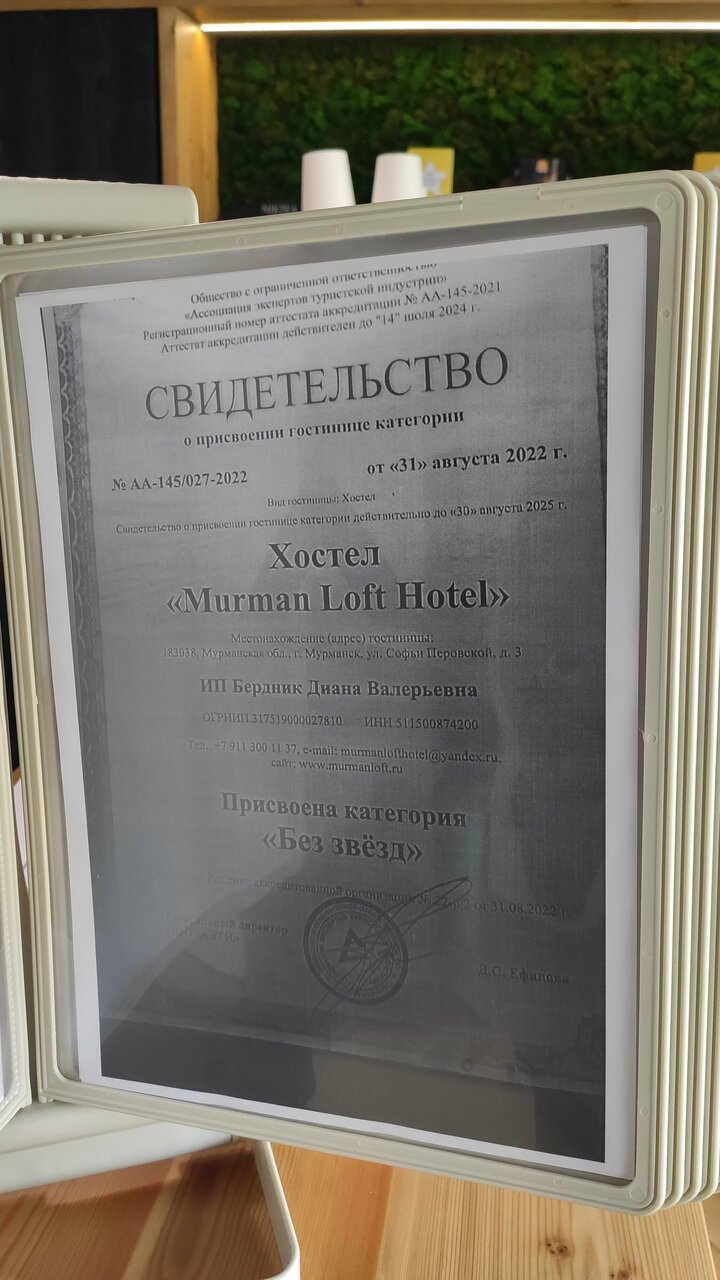 Общество с ограниченной ответственностью
«Ассоциация экспертов туристской индустрии»
Регистрационный номер аттестата аккредитации № АА-145-2021
Аттестат аккредитации действителен до "14" июля 2024 г.
СВИДЕТЕЛЬСТВО
о присвоении гостинице категории
№ АА-145/027-2022
от «31» августа 2022 г.
Вид гостиницы: Хостел
Свидетельство о присвоении гостинице категории действительно до «30» августа 2025 г.
Хостел
«Murman Loft Hotel»
Местонахождение (адрес) гостиницы:
183038, Мурманская обл., г. Мурманск, ул. Софьи Перовской, д. 3
ИП Бердник Диана Валерьевна
ОГРНИП 317519000027810 ИНН 511500874200
Тел.: +7 911 300 11 37, e-mail: murmanlofthotel@yandex.ru,
сайт: www.murmanloft.ru
Присвоена категория
«Без звёзд»
Решение аккредитованной организации от 31.08.2022 г.
директор
Д.С. Ефимова